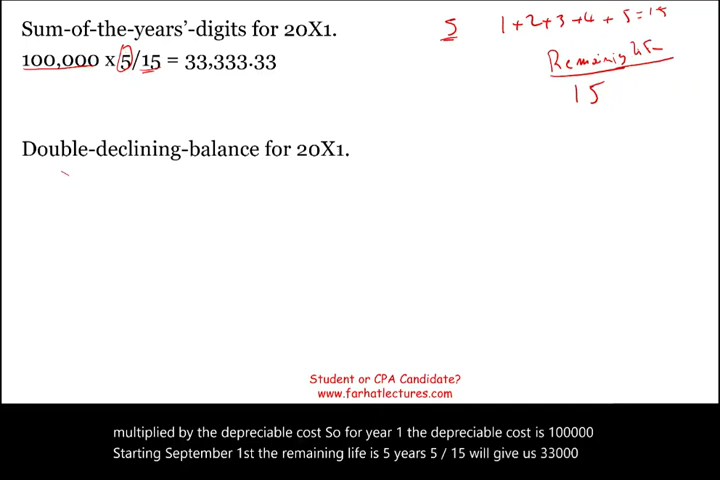 Sum-of-the-years'-digits for 20X1.
5 1+2+3+4+5=15
100,000 x 5/15 = 33,333.33
Remaining life
15
Double-declining-balance for 20X1.
Student or CPA Candidate?
www.farhatlectures.com
multiplied by the depreciable cost So for year 1 the depreciable cost is 100000
Starting September 1st the remaining life is 5 years 5 / 15 will give us 33000